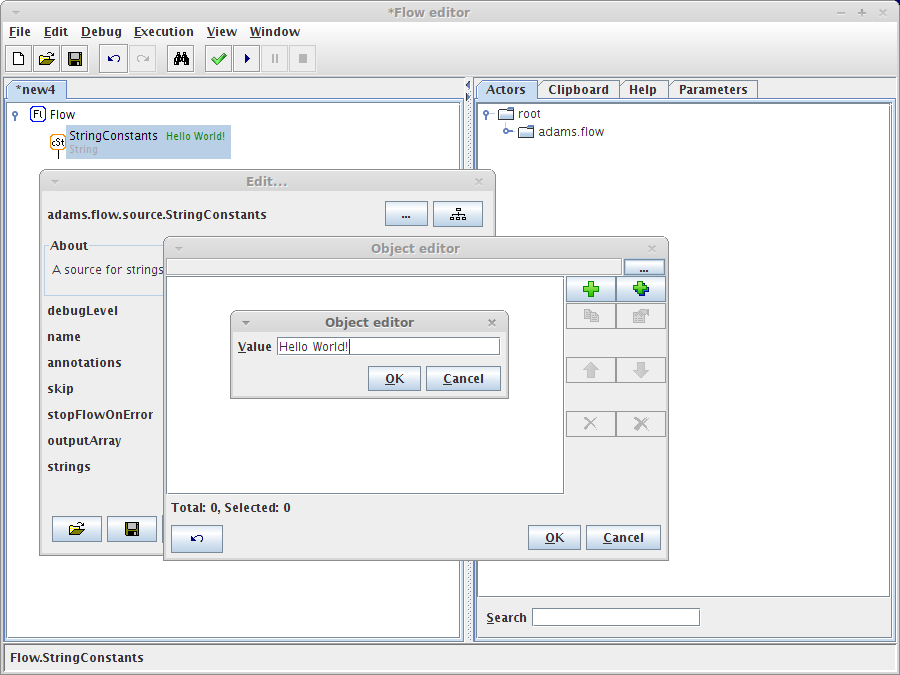 *Flow editor
File Edit Debug Execution View Window
*new4
Actors Clipboard Help Parameters
Fl Flow
cSt StringConstants Hello World!
String
root
adams.flow
Edit...
adams.flow.source.StringConstants
...
About
A source for strings
debugLevel
name
annotations
skip
stopFlowOnError
outputArray
strings
Object editor
...
Object editor
Value Hello World!
OK Cancel
Total: 0, Selected: 0
OK Cancel
Search
Flow.StringConstants